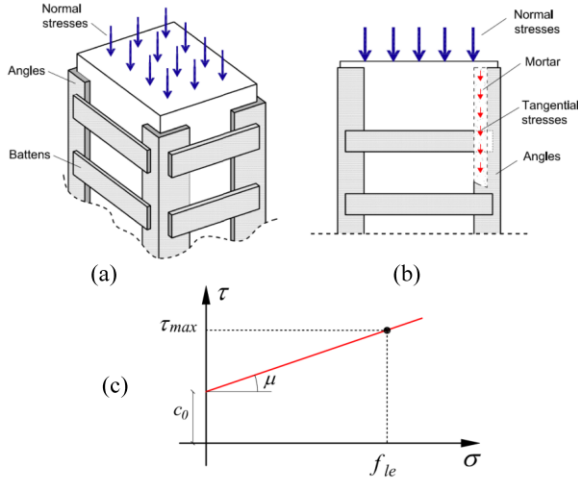 Normal
stresses
Angles
Battens
(a)
Normal
stresses
Mortar
Tangential
stresses
Angles
(b)
τ
τmax
(c)
μ
c0
fle
σ